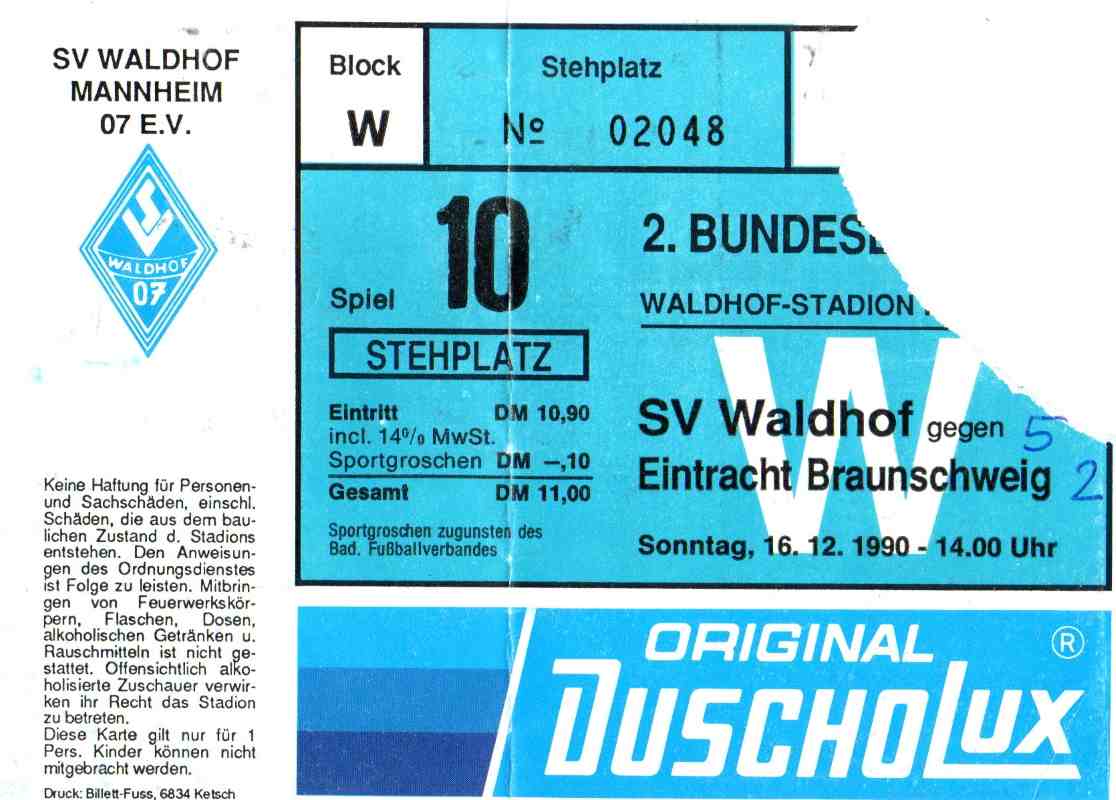 SV WALDHOF
MANNHEIM
07 E.V.
WALDHOF
07
Keine Haftung für Personen-
und Sachschäden, einschl.
Schäden, die aus dem bau-
lichen Zustand d. Stadions
entstehen. Den Anweisun-
gen des Ordnungsdienstes
ist Folge zu leisten. Mitbrin-
gen von Feuerwerkskör-
pern, Flaschen, Dosen,
alkoholischen Getränken u.
Rauschmitteln ist nicht ge-
stattet. Offensichtlich alko-
holisierte Zuschauer verwir-
ken ihr Recht das Stadion
zu betreten.
Diese Karte gilt nur für 1
Pers. Kinder können nicht
mitgebracht werden.
Druck: Billett-Fuss, 6834 Ketsch
Block
W
Stehplatz
Nº 02048
Spiel 10
STEHPLATZ
Eintritt DM 10,90
incl. 14% MwSt.
Sportgroschen DM –,10
Gesamt DM 11,00
Sportgroschen zugunsten des
Bad. Fußballverbandes
2. BUNDESL
WALDHOF-STADION
W
SV Waldhof gegen 5
Eintracht Braunschweig 2
Sonntag, 16. 12. 1990 - 14.00 Uhr
ORIGINAL ®
DUSCHOLUX